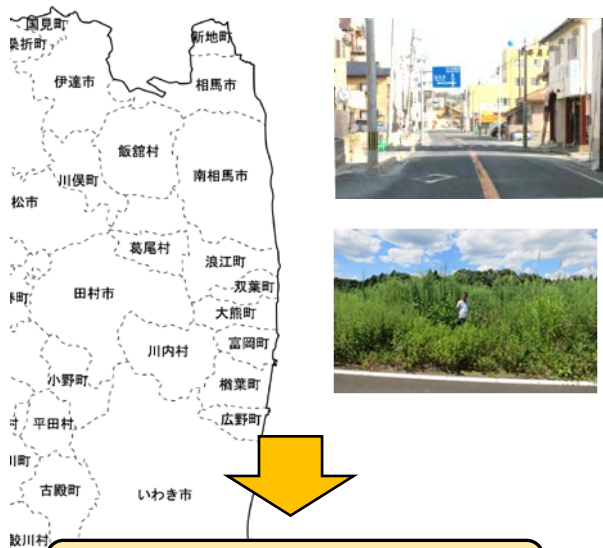 国見町
桑折町
新地町
伊達市
相馬市
飯舘村
川俣町
南相馬市
松市
葛尾村
浪江町
双葉町
田村市
大熊町
富岡町
川内村
小野町
楢葉町
広野町
平田村
川町
古殿町
いわき市
鮫川村